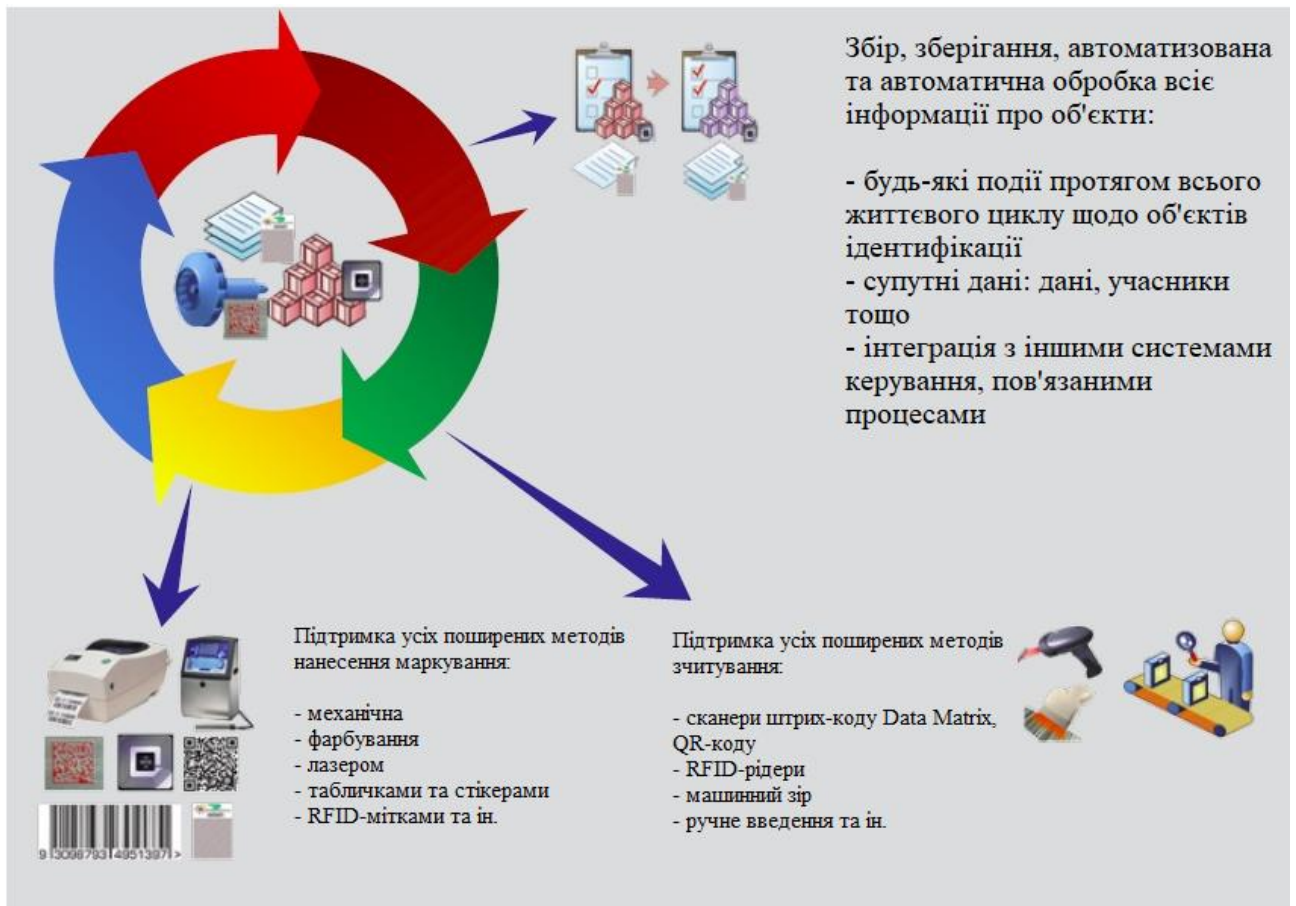 Збір, зберігання, автоматизована
та автоматична обробка всіє
інформації про об'єкти:
- будь-які події протягом всього
життєвого циклу щодо об'єктів
ідентифікації
- супутні дані: дані, учасники
тощо
- інтеграція з іншими системами
керування, пов'язаними
процесами
Підтримка усіх поширених методів
нанесення маркування:
- механічна
- фарбування
- лазером
- табличками та стікерами
- RFID-мітками та ін.
Підтримка усіх поширених методів
зчитування:
- сканери штрих-коду Data Matrix,
QR-коду
- RFID-рідери
- машинний зір
- ручне введення та ін.
9 13098793 14951397 >